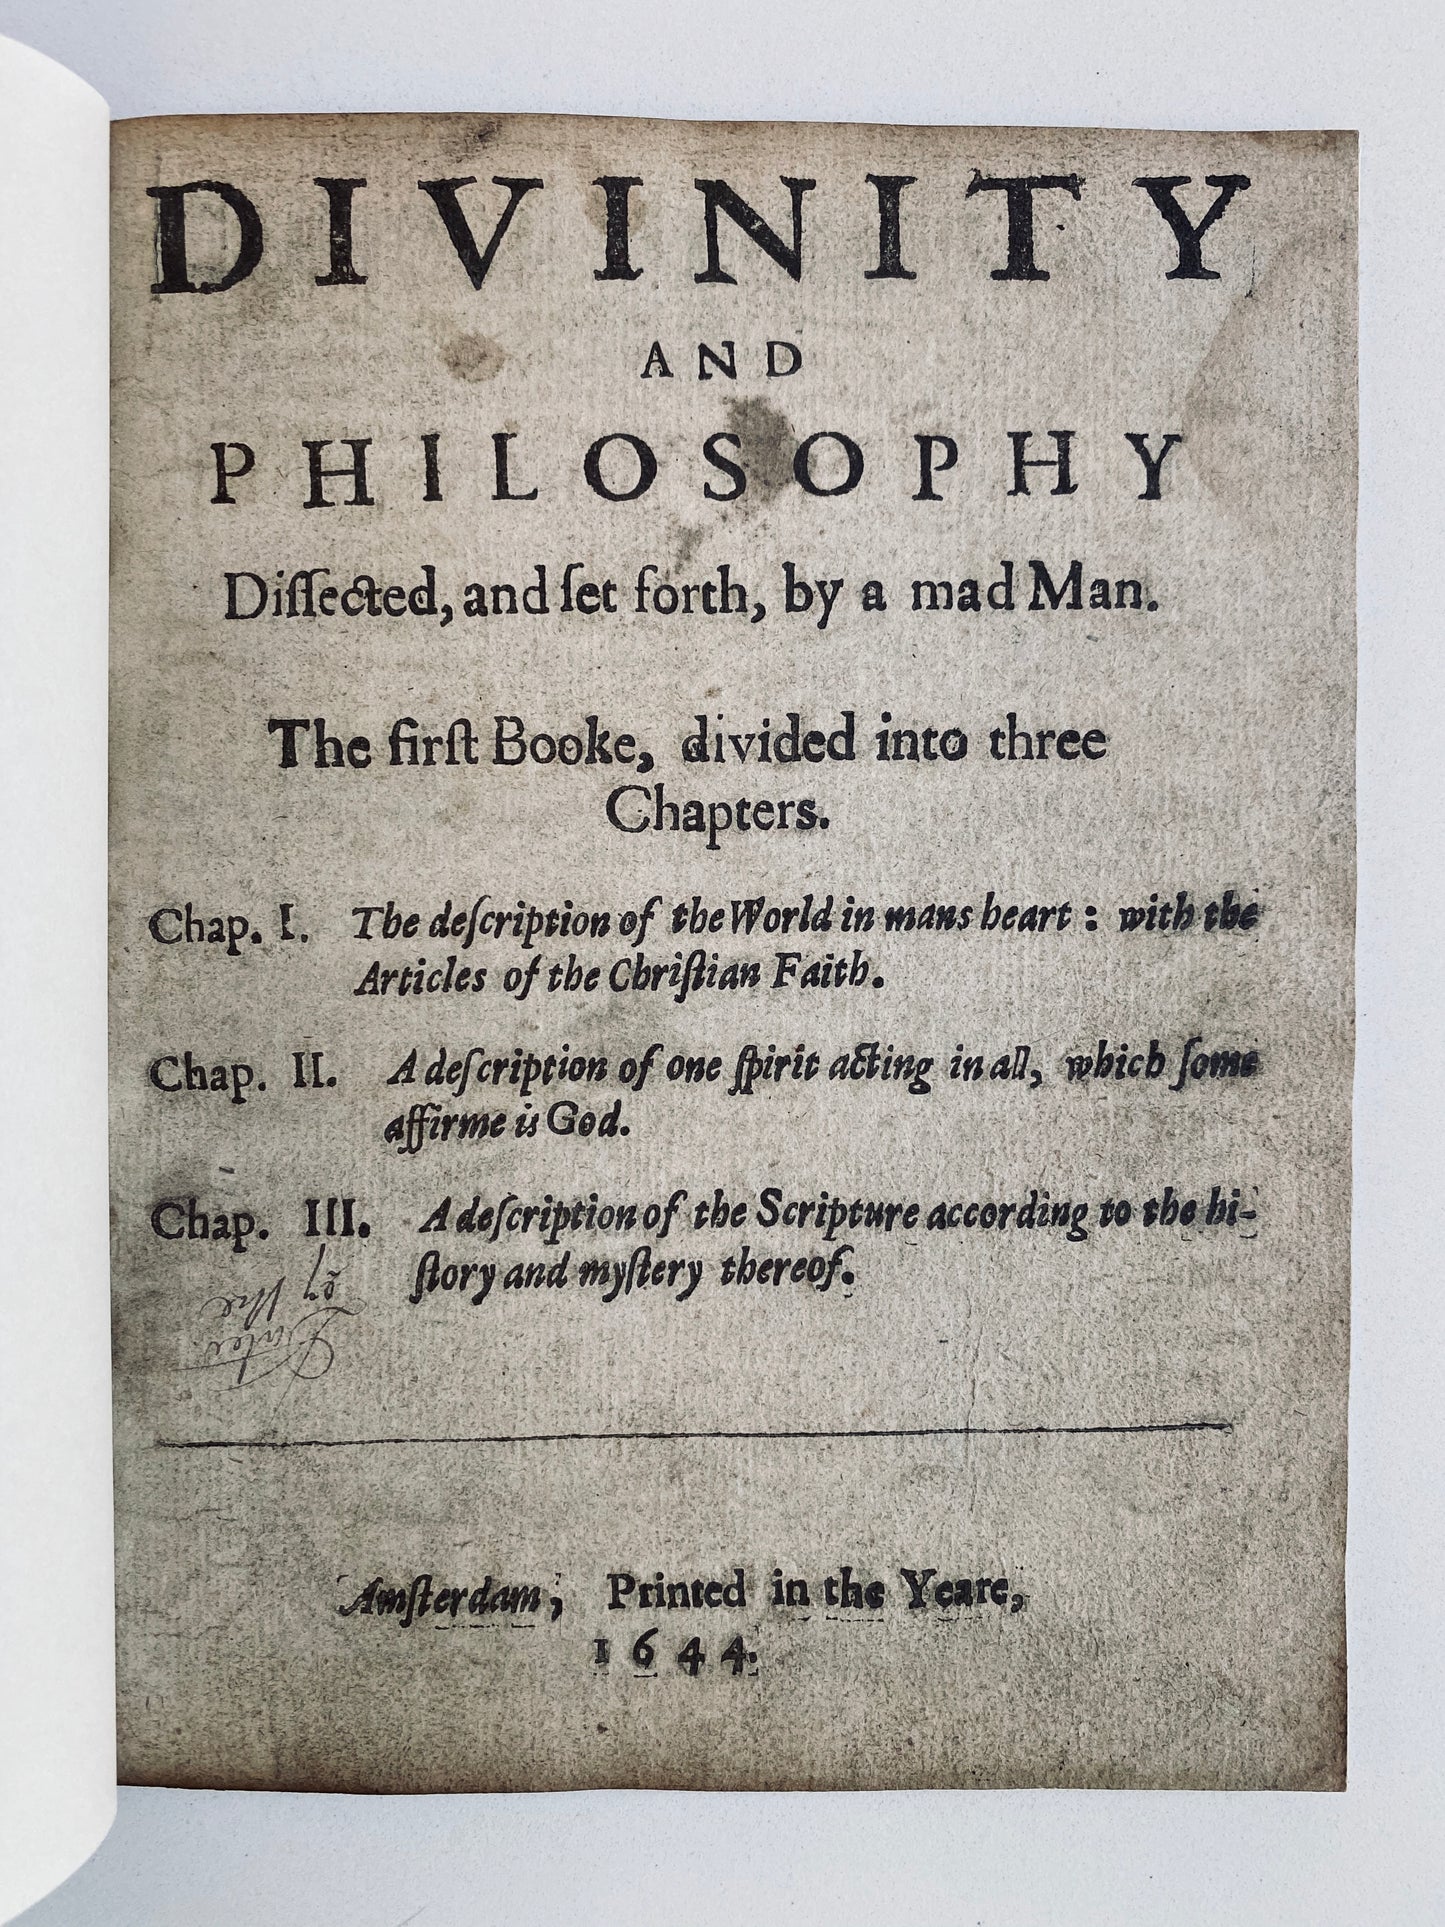 DIVINITY
AND
PHILOSOPHY
Diſſected, and ſet forth, by a mad Man.
The firſt Booke, divided into three
Chapters.
Chap. I. The deſcription of the World in mans heart: with the
Articles of the Chriſtian Faith.
Chap. II. A deſcription of one ſpirit acting in all, which ſome
affirme is God.
Chap. III. A deſcription of the Scripture according to the hi-
ſtory and myſtery thereof.
Amſterdam, Printed in the Yeare,
1644.